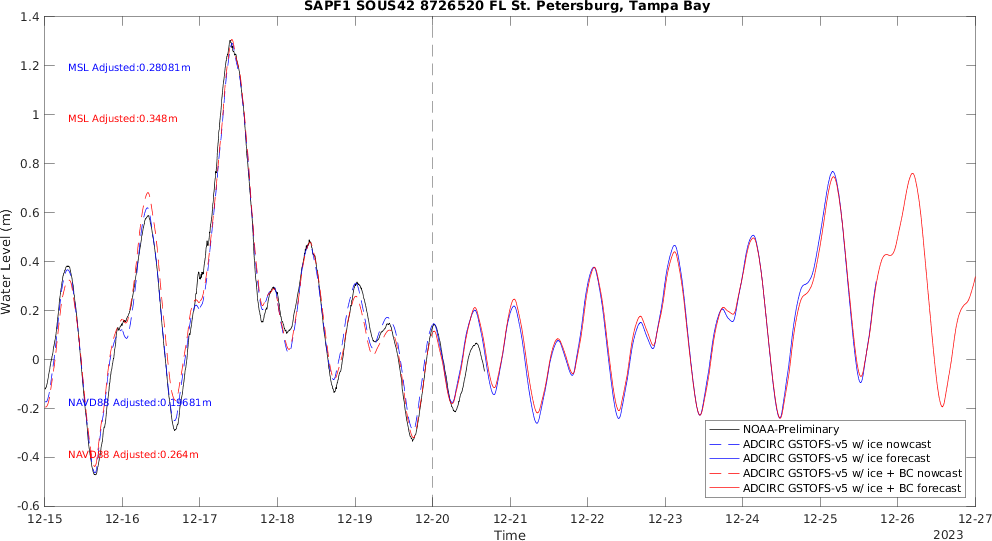 SAPF1 SOUS42 8726520 FL St. Petersburg, Tampa Bay
1.4
1.2
1
0.8
0.6
0.4
0.2
0
-0.2
-0.4
-0.6
Water Level (m)
MSL Adjusted:0.28081m
MSL Adjusted:0.348m
NAVD88 Adjusted:0.19681m
NAVD88 Adjusted:0.264m
NOAA-Preliminary
ADCIRC GSTOFS-v5 w/ ice nowcast
ADCIRC GSTOFS-v5 w/ ice forecast
ADCIRC GSTOFS-v5 w/ ice + BC nowcast
ADCIRC GSTOFS-v5 w/ ice + BC forecast
12-15 12-16 12-17 12-18 12-19 12-20 12-21 12-22 12-23 12-24 12-25 12-26 12-27
Time
2023